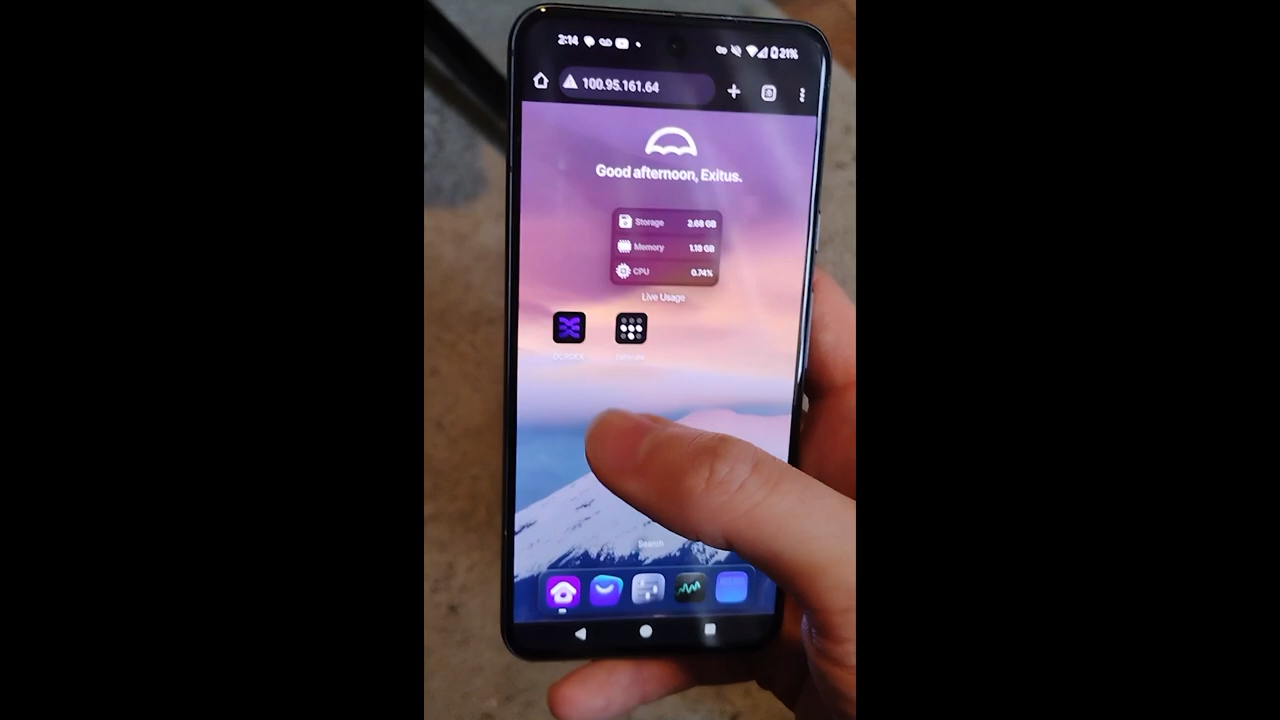 2:14
21%
100.95.161.64
Good afternoon, Exitus.
Storage 2.68 GB
Memory 1.18 GB
CPU 0.74%
Live Usage
DCRDEX
Search